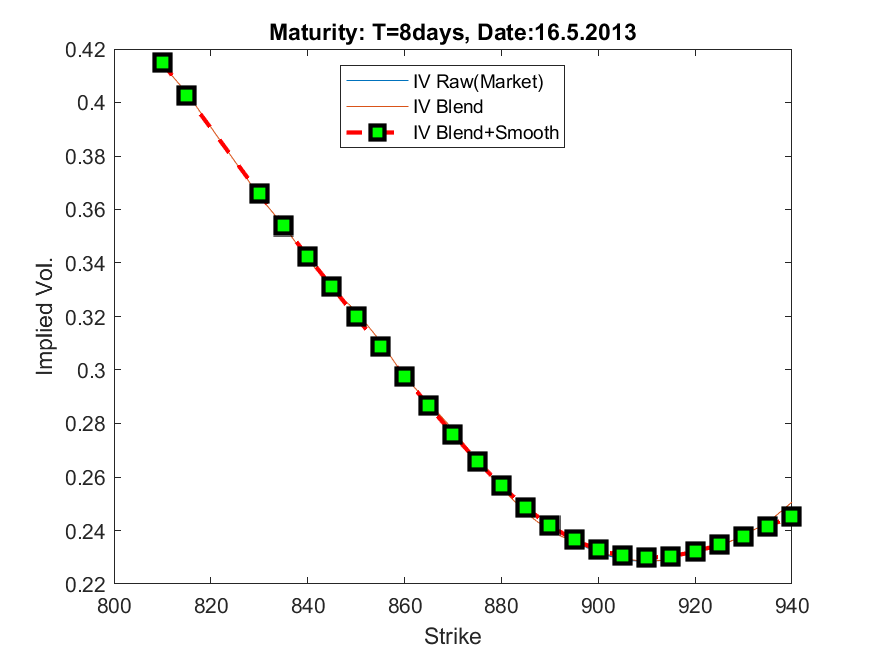 Maturity: T=8days, Date:16.5.2013
IV Raw(Market)
IV Blend
IV Blend+Smooth
Implied Vol.
0.42
0.4
0.38
0.36
0.34
0.32
0.3
0.28
0.26
0.24
0.22
800 820 840 860 880 900 920 940
Strike